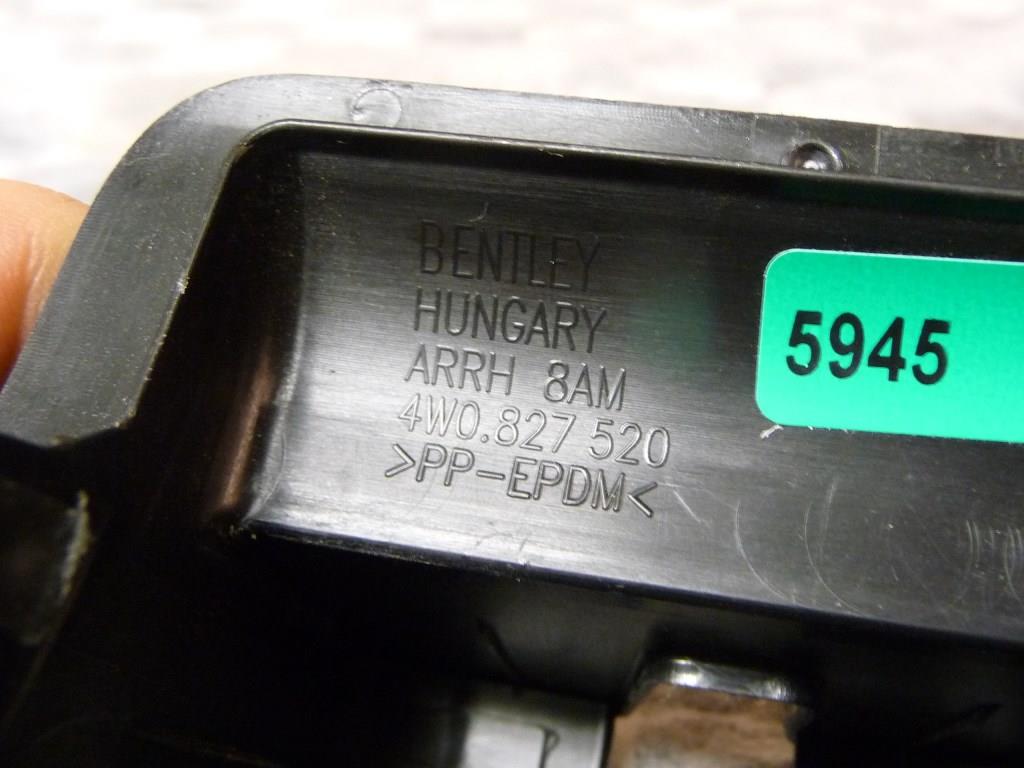 BENTLEY
HUNGARY
ARRH 8AM
4W0.827 520
>PP-EPDM<
5945